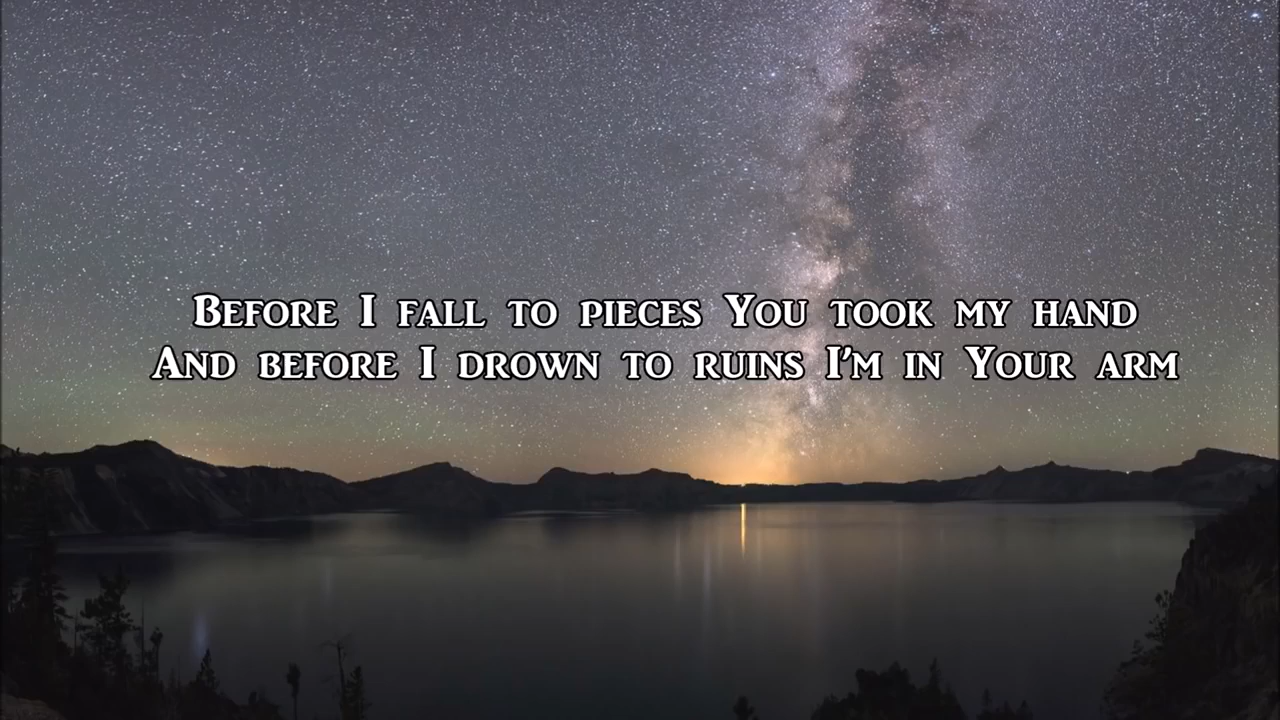 Before I fall to pieces You took my hand
And before I drown to ruins I'm in Your arm